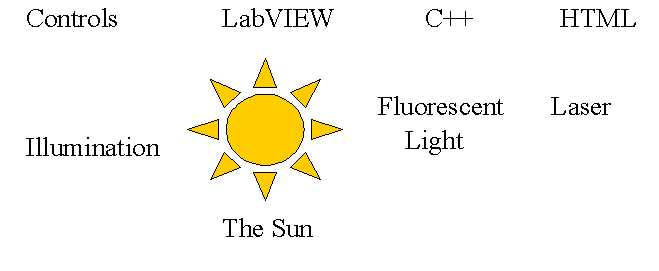 Controls LabVIEW C++ HTML
Fluorescent Laser
Light
Illumination
The Sun